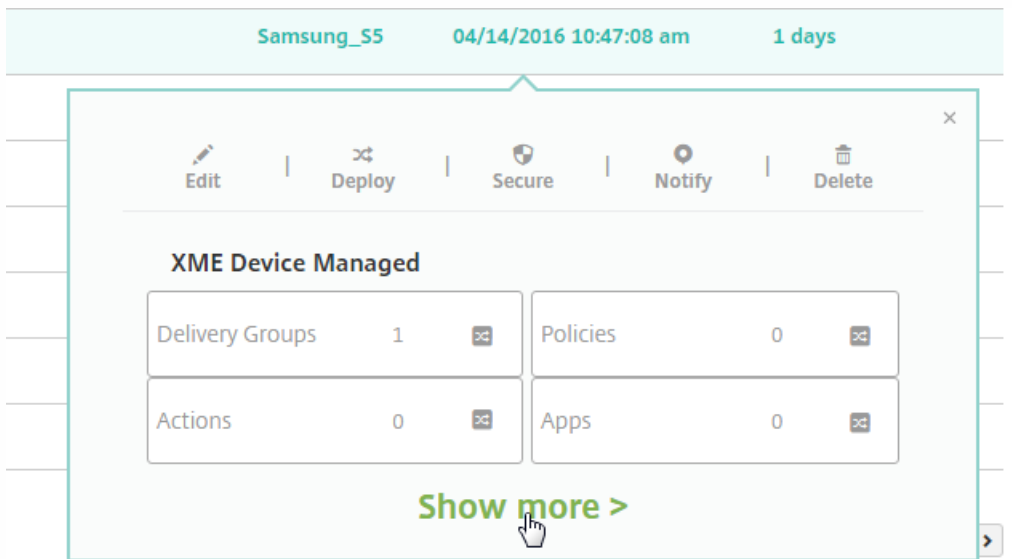 Samsung_S5 04/14/2016 10:47:08 am 1 days
×
Edit | Deploy | Secure | Notify | Delete
XME Device Managed
Delivery Groups 1 Policies 0
Actions 0 Apps 0
Show more >